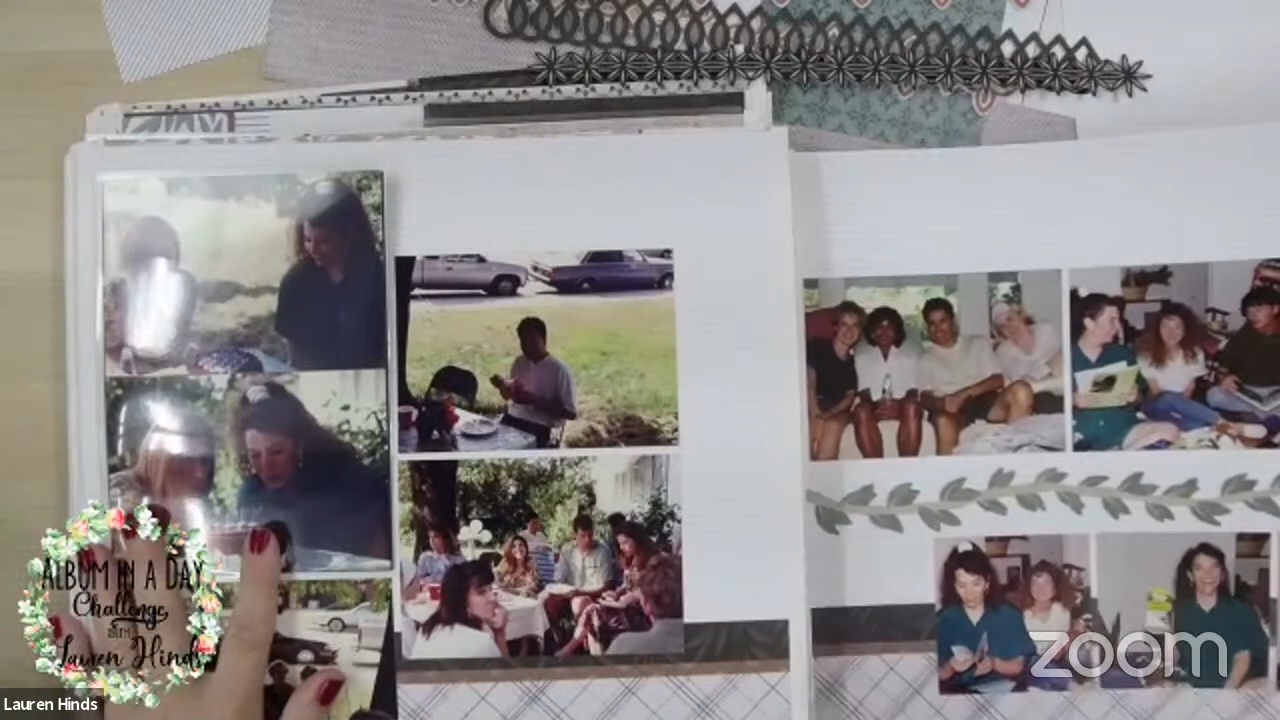 ALBUM IN A DAY
Challenge
WITH
Lauren Hinds
Lauren Hinds
zoom